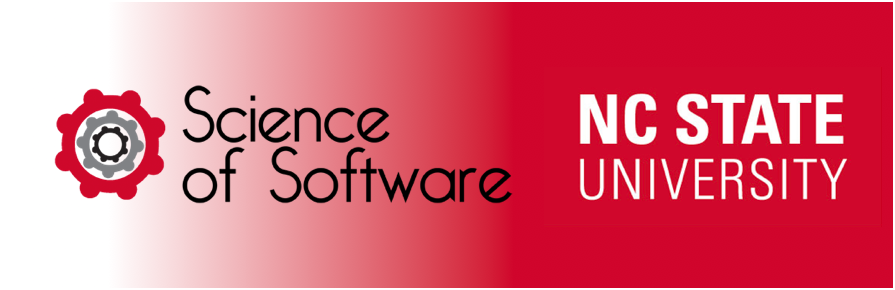 Science
of Software
NC STATE
UNIVERSITY